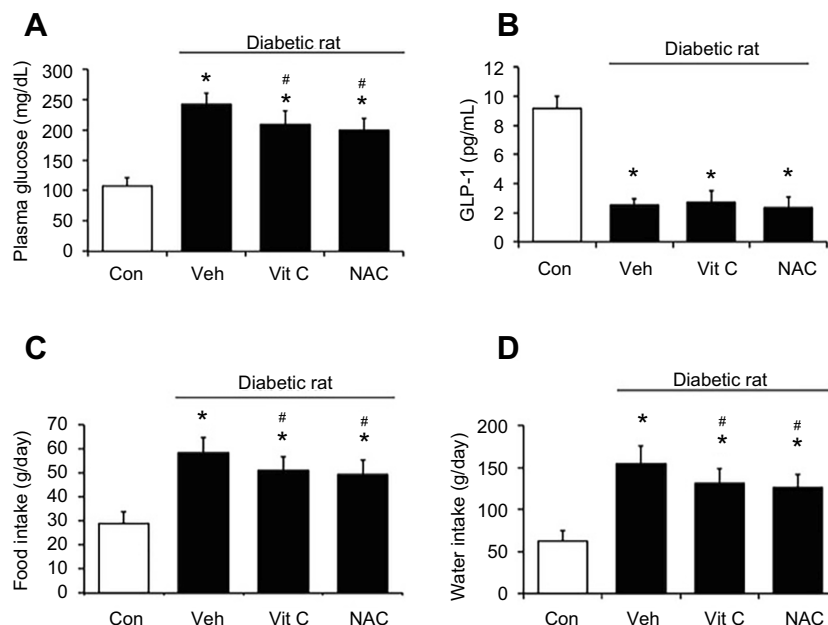 A
Diabetic rat
Plasma glucose (mg/dL)
300
250
200
150
100
50
0
*
#
*
#
*
Con Veh Vit C NAC
B
Diabetic rat
GLP-1 (pg/mL)
12
10
8
6
4
2
0
* * *
Con Veh Vit C NAC
C
Diabetic rat
Food intake (g/day)
70
60
50
40
30
20
10
0
*
#
*
#
*
Con Veh Vit C NAC
D
Diabetic rat
Water intake (g/day)
200
150
100
50
0
*
#
*
#
*
Con Veh Vit C NAC